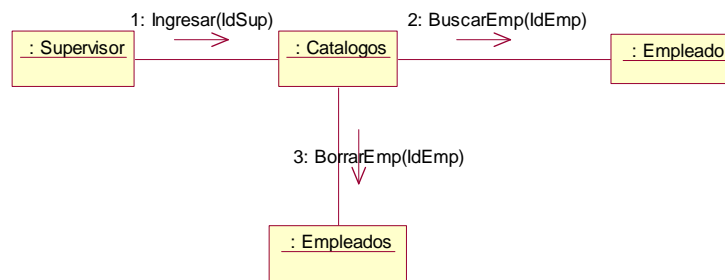 1: Ingresar(IdSup)
2: BuscarEmp(IdEmp)
: Supervisor
: Catalogos
: Empleado
3: BorrarEmp(IdEmp)
: Empleados